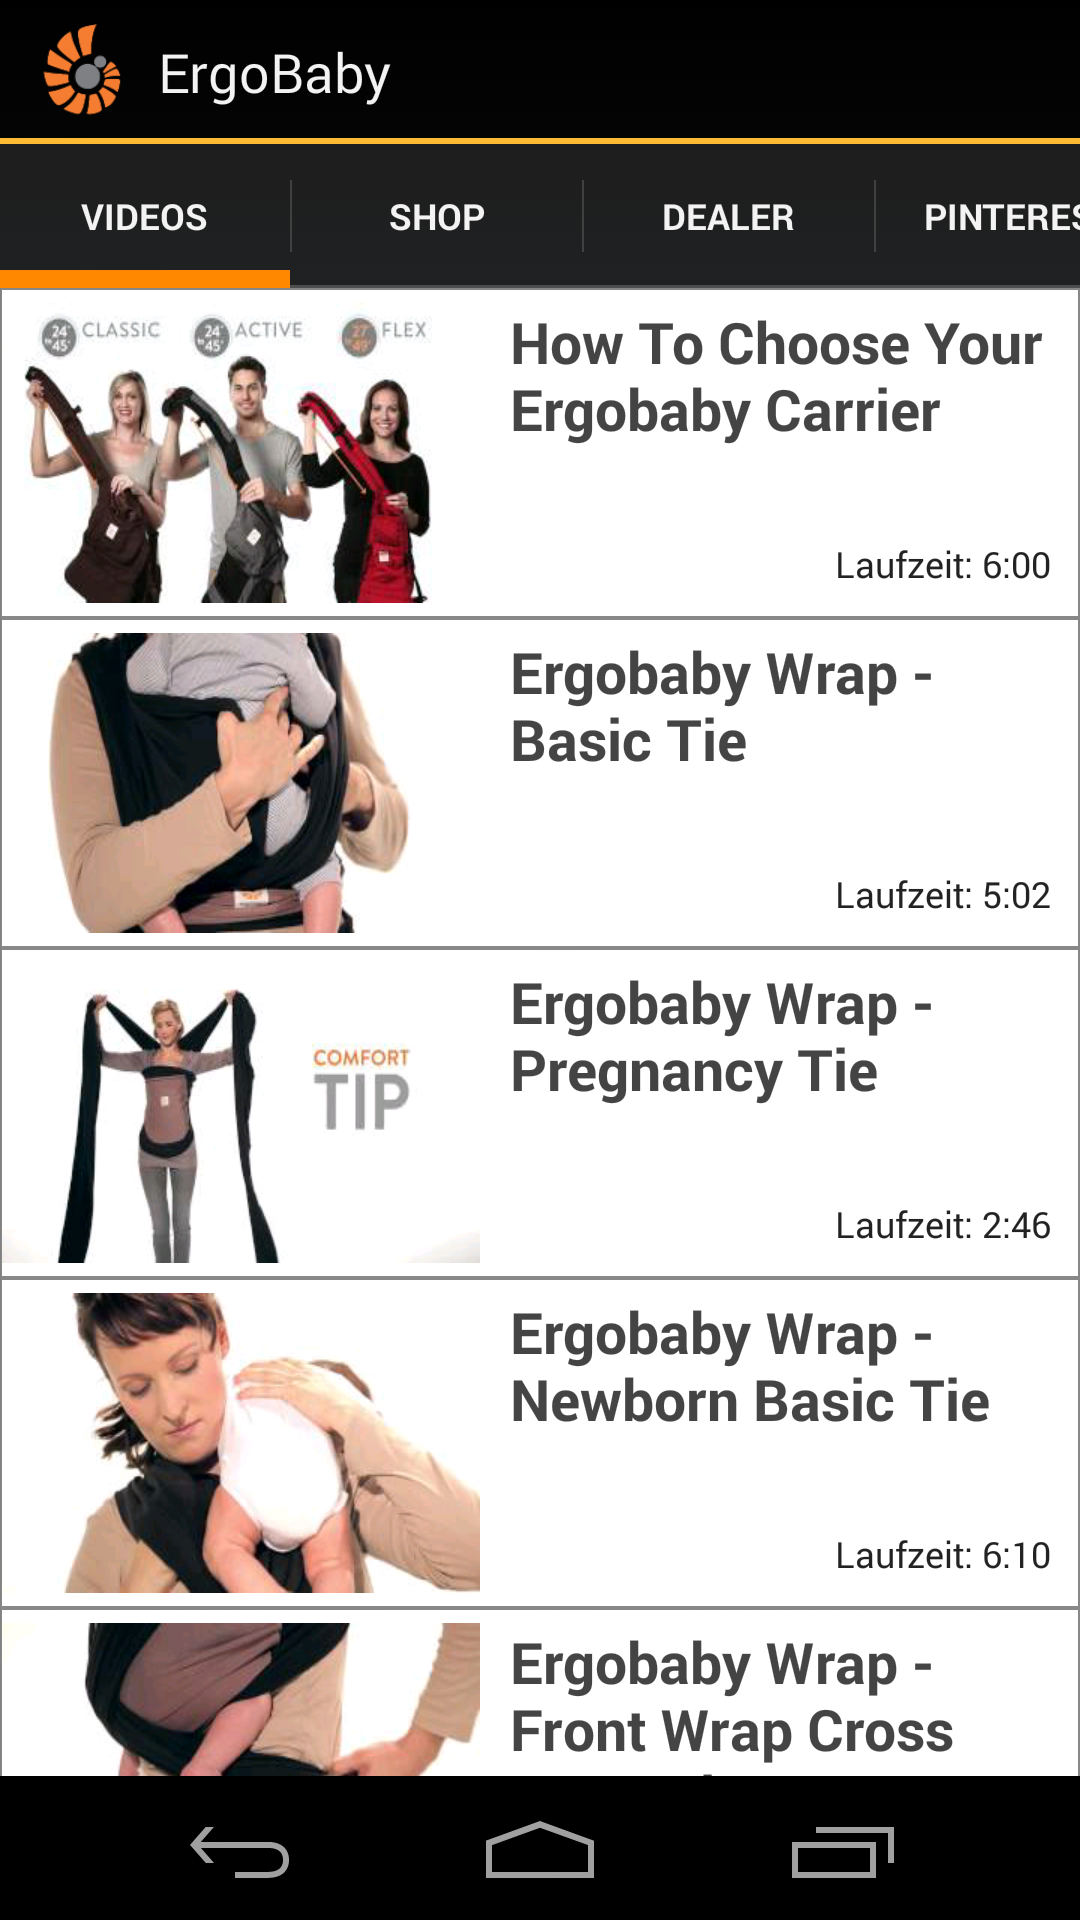 ErgoBaby
VIDEOS
SHOP
DEALER
PINTERES
24" to 45" CLASSIC
24" to 45" ACTIVE
FLEX
How To Choose Your
Ergobaby Carrier
Laufzeit: 6:00
Ergobaby Wrap -
Basic Tie
Laufzeit: 5:02
COMFORT
TIP
Ergobaby Wrap -
Pregnancy Tie
Laufzeit: 2:46
Ergobaby Wrap -
Newborn Basic Tie
Laufzeit: 6:10
Ergobaby Wrap -
Front Wrap Cross